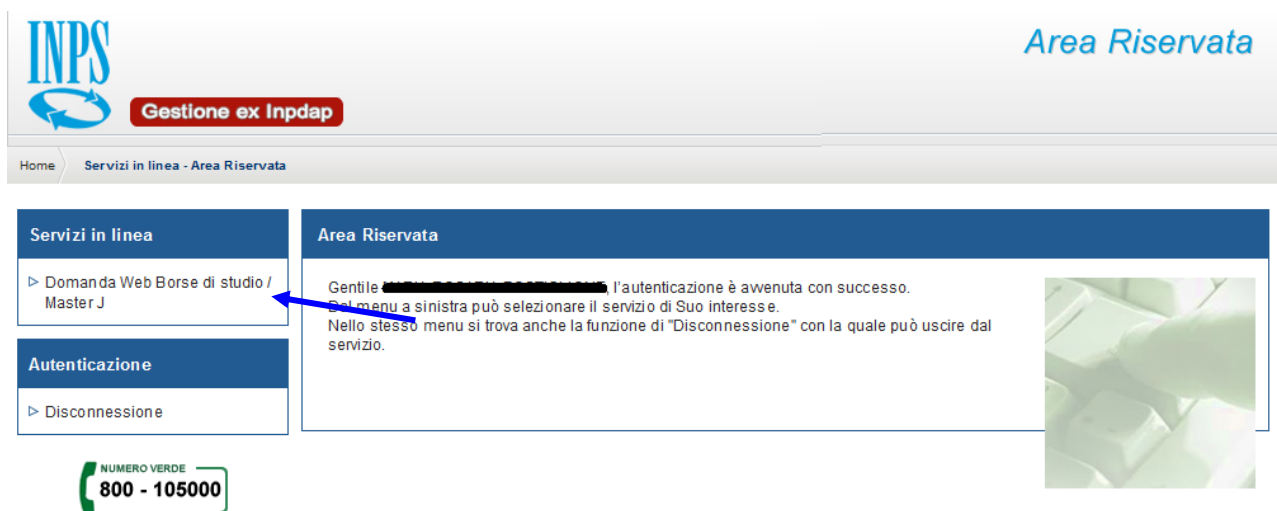 INPS
Area Riservata
Gestione ex Inpdap
Home
Servizi in linea - Area Riservata
Servizi in linea
Domanda Web Borse di studio /
Master J
Autenticazione
Disconnessione
NUMERO VERDE
800 - 105000
Area Riservata
Gentile , l'autenticazione è avvenuta con successo.
Dal menu a sinistra può selezionare il servizio di Suo interesse.
Nello stesso menu si trova anche la funzione di "Disconnessione" con la quale può uscire dal
servizio.